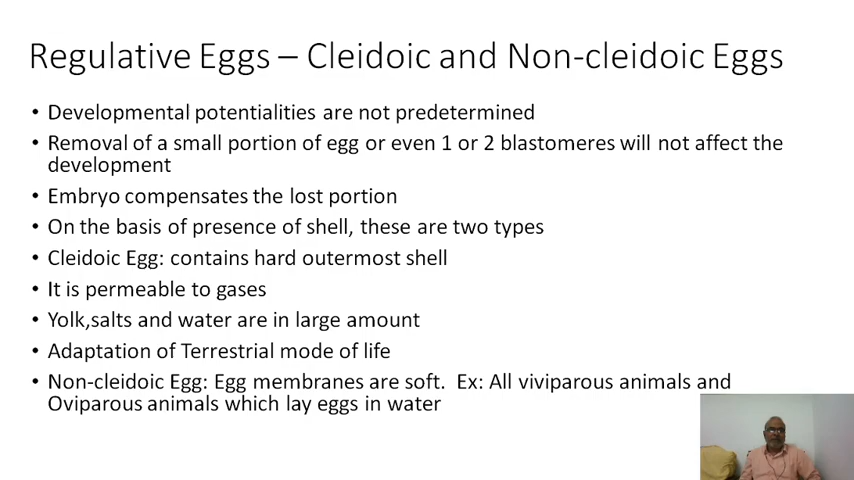 Regulative Eggs – Cleidoic and Non-cleidoic Eggs
• Developmental potentialities are not predetermined
• Removal of a small portion of egg or even 1 or 2 blastomeres will not affect the
development
• Embryo compensates the lost portion
• On the basis of presence of shell, these are two types
• Cleidoic Egg: contains hard outermost shell
• It is permeable to gases
• Yolk,salts and water are in large amount
• Adaptation of Terrestrial mode of life
• Non-cleidoic Egg: Egg membranes are soft.  Ex: All viviparous animals and
Oviparous animals which lay eggs in water